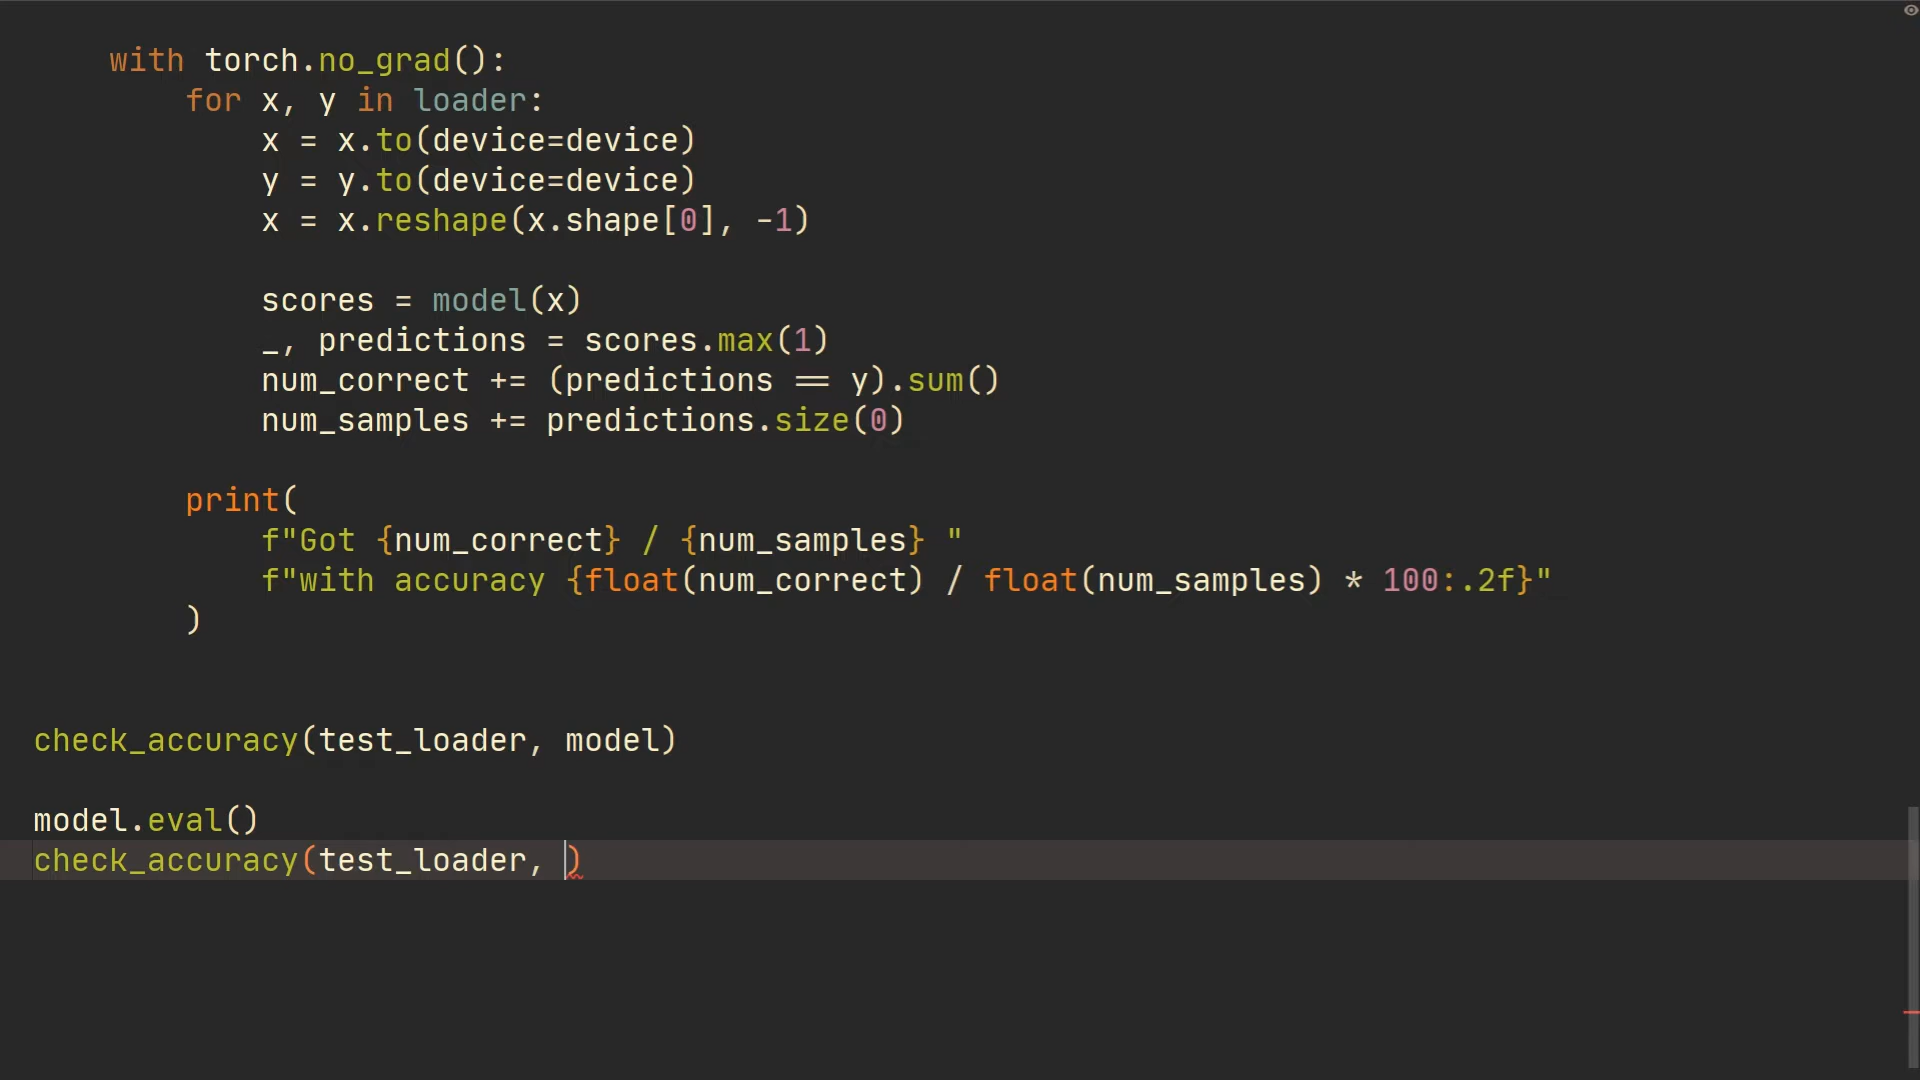 with torch.no_grad():
for x, y in loader:
x = x.to(device=device)
y = y.to(device=device)
x = x.reshape(x.shape[0], -1)
scores = model(x)
_, predictions = scores.max(1)
num_correct += (predictions == y).sum()
num_samples += predictions.size(0)
print(
f"Got {num_correct} / {num_samples} "
f"with accuracy {float(num_correct) / float(num_samples) * 100:.2f}"
)
check_accuracy(test_loader, model)
model.eval()
check_accuracy(test_loader, )